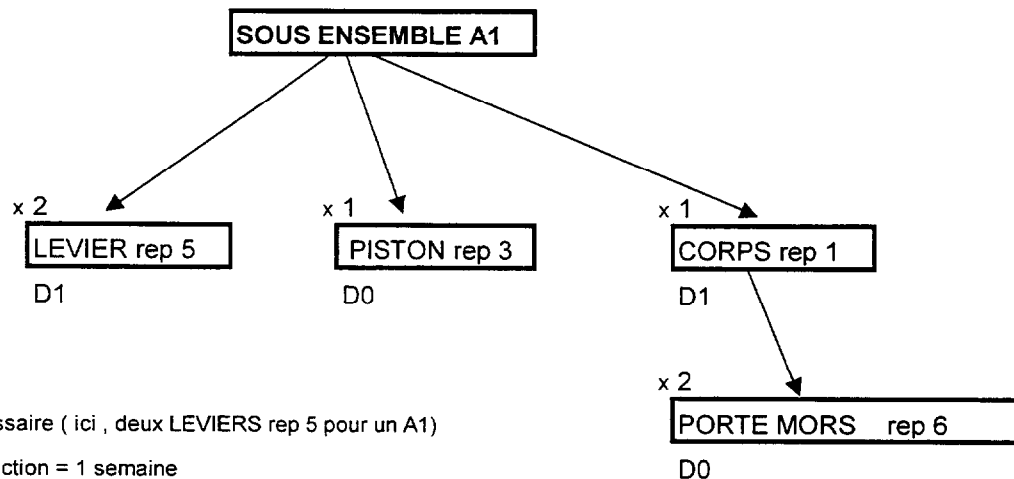 SOUS ENSEMBLE A1
x 2
x 1
x 1
LEVIER rep 5
PISTON rep 3
CORPS rep 1
D1
D0
D1
x 2
ssaire ( ici , deux LEVIERS rep 5 pour un A1)
PORTE MORS rep 6
ction = 1 semaine
D0